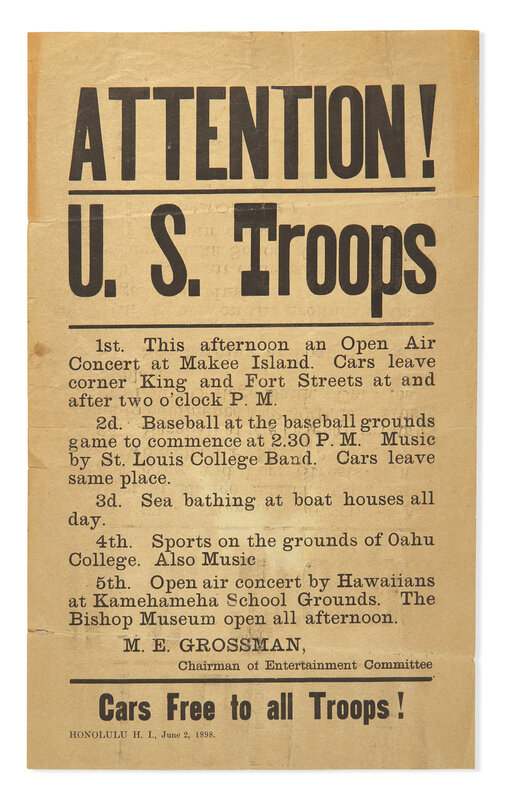 ATTENTION!
U. S. Troops
1st. This afternoon an Open Air
Concert at Makee Island. Cars leave
corner King and Fort Streets at and
after two o'clock P. M.
2d. Baseball at the baseball grounds
game to commence at 2.30 P. M. Music
by St. Louis College Band. Cars leave
same place.
3d. Sea bathing at boat houses all
day.
4th. Sports on the grounds of Oahu
College. Also Music
5th. Open air concert by Hawaiians
at Kamehameha School Grounds. The
Bishop Museum open all afternoon.
M. E. GROSSMAN,
Chairman of Entertainment Committee
Cars Free to all Troops!
HONOLULU H. I., June 2, 1898.